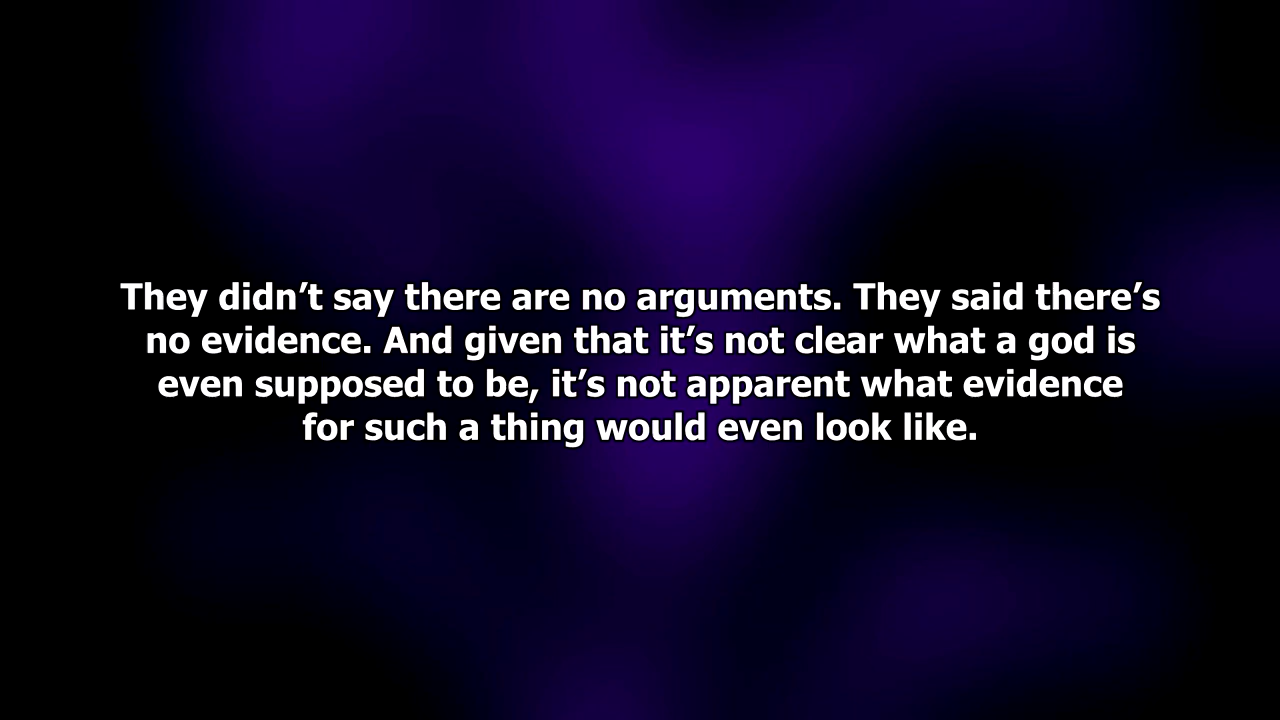 They didn’t say there are no arguments. They said there’s
no evidence. And given that it’s not clear what a god is
even supposed to be, it’s not apparent what evidence
for such a thing would even look like.